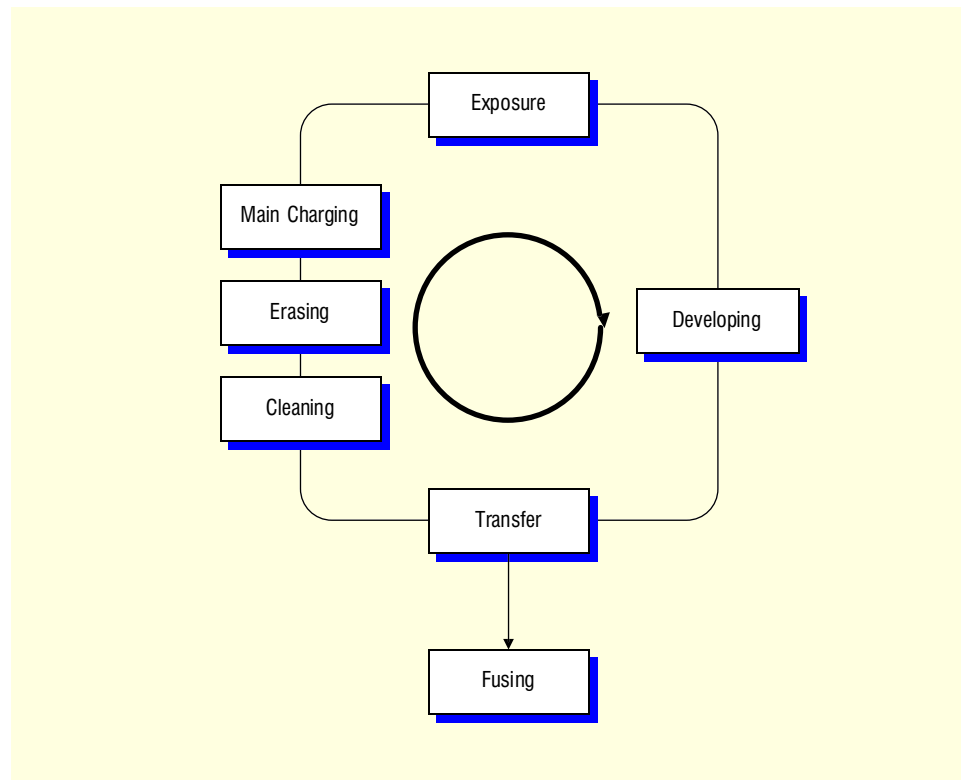 Exposure
Main Charging
Erasing
Developing
Cleaning
Transfer
Fusing